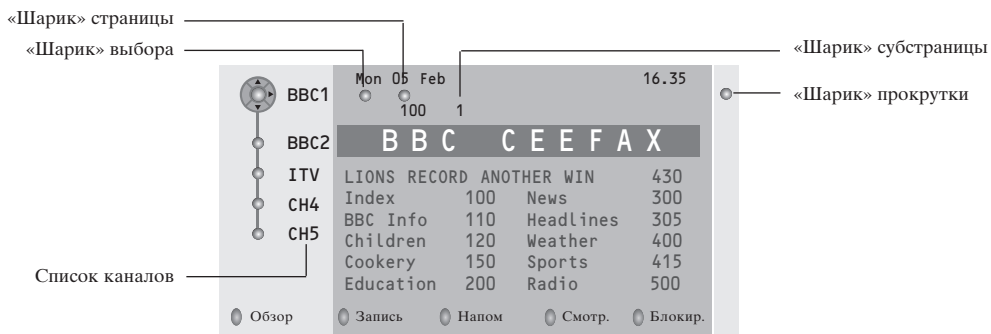 «Шарик» страницы
«Шарик» выбора
«Шарик» субстраницы
«Шарик» прокрутки
Mon 05 Feb 16.35
BBC1
100 1
BBC2
BBC CEEFAX
ITV
CH4
CH5
LIONS RECORD ANOTHER WIN 430
Index 100 News 300
BBC Info 110 Headlines 305
Children 120 Weather 400
Cookery 150 Sports 415
Education 200 Radio 500
Список каналов
Обзор Запись Напом Смотр. Блокир.